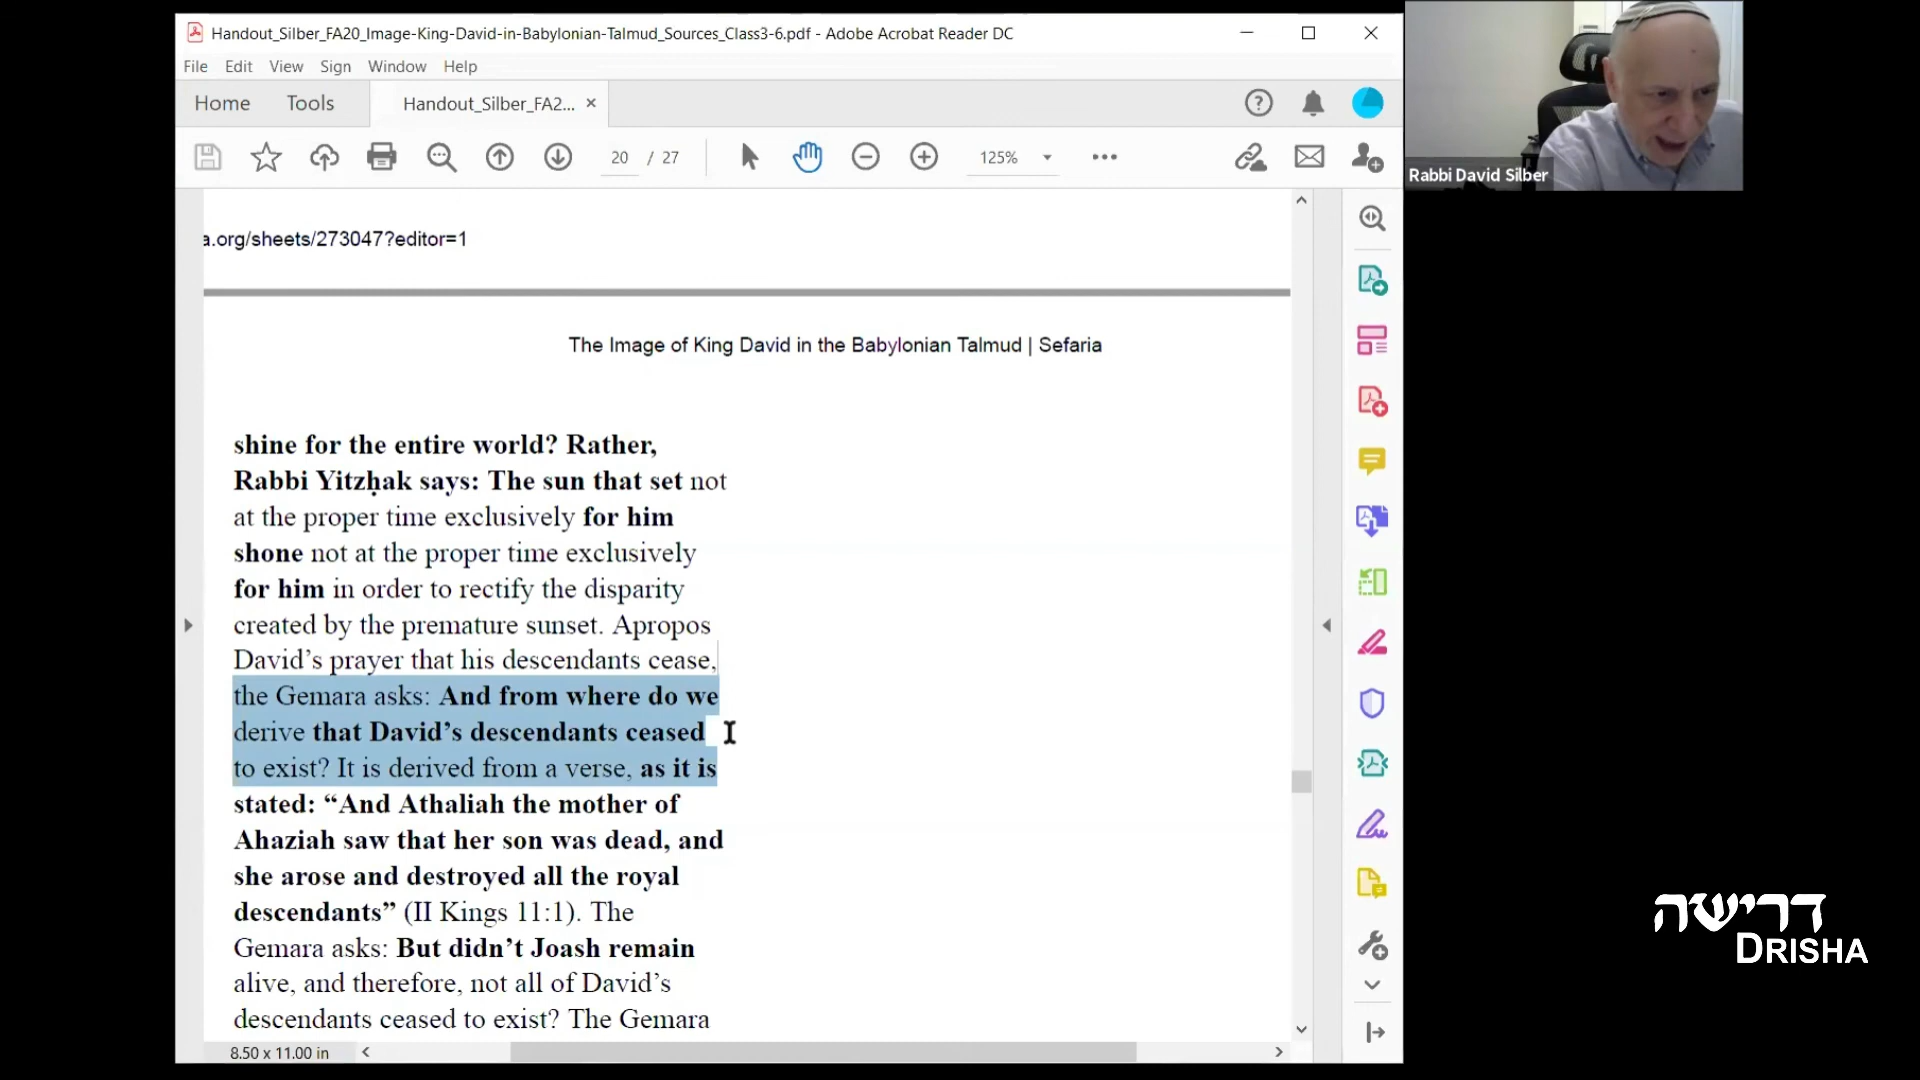 Handout_Silber_FA20_Image-King-David-in-Babylonian-Talmud_Sources_Class3-6.pdf - Adobe Acrobat Reader DC
File Edit View Sign Window Help
Home Tools Handout_Silber_FA2... ×
20 / 27 125%
Rabbi David Silber
a.org/sheets/273047?editor=1
The Image of King David in the Babylonian Talmud | Sefaria
shine for the entire world? Rather,
Rabbi Yitzḥak says: The sun that set not
at the proper time exclusively for him
shone not at the proper time exclusively
for him in order to rectify the disparity
created by the premature sunset. Apropos
David’s prayer that his descendants cease,
the Gemara asks: And from where do we
derive that David’s descendants ceased
to exist? It is derived from a verse, as it is
stated: “And Athaliah the mother of
Ahaziah saw that her son was dead, and
she arose and destroyed all the royal
descendants” (II Kings 11:1). The
Gemara asks: But didn’t Joash remain
alive, and therefore, not all of David’s
descendants ceased to exist? The Gemara
8.50 x 11.00 in
דרישה
DRISHA